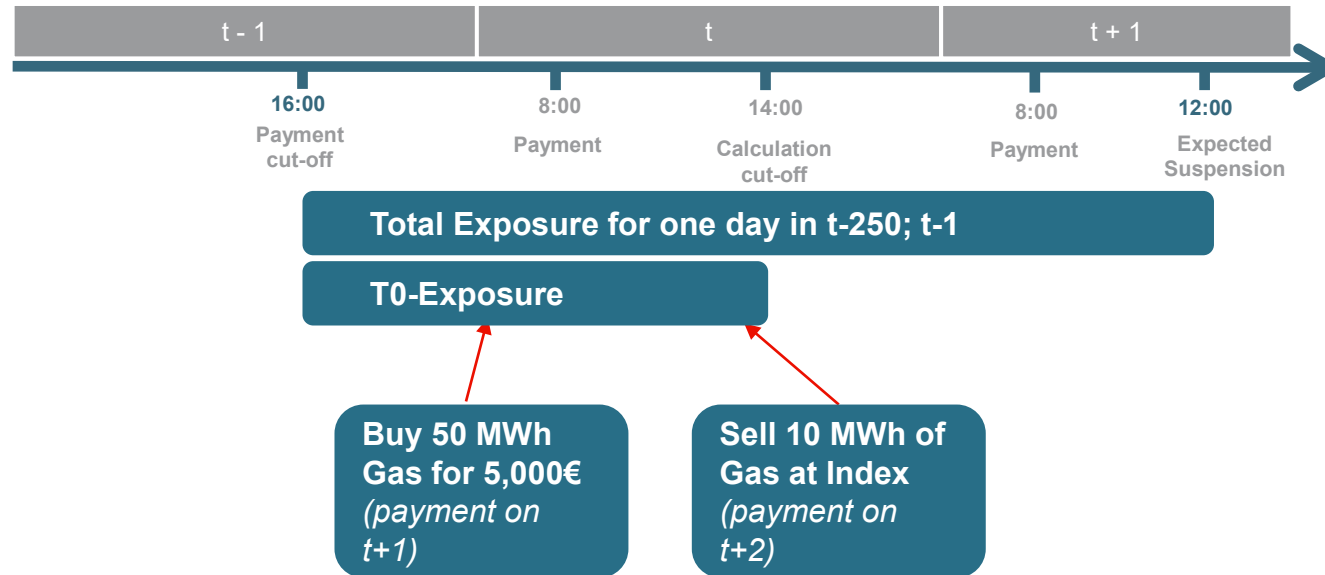 t - 1
t
t + 1
16:00
Payment
cut-off
8:00
Payment
14:00
Calculation
cut-off
8:00
Payment
12:00
Expected
Suspension
Total Exposure for one day in t-250; t-1
T0-Exposure
Buy 50 MWh
Gas for 5,000€
(payment on
t+1)
Sell 10 MWh of
Gas at Index
(payment on
t+2)